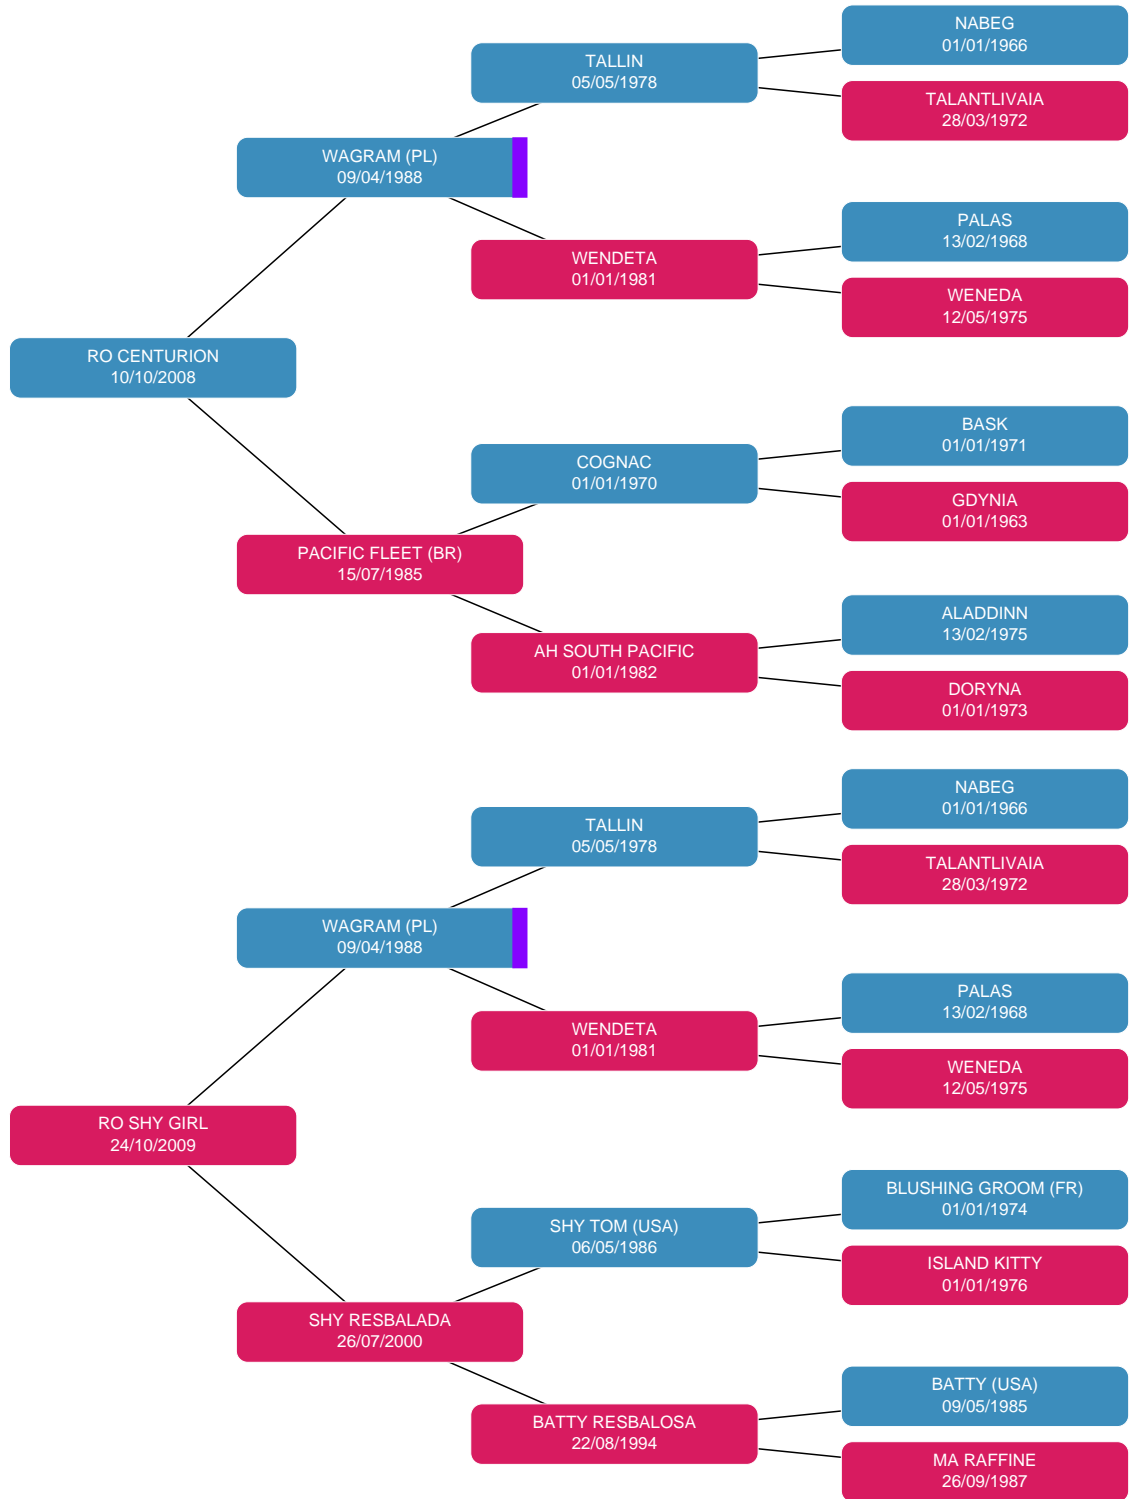 NABEG
01/01/1966
TALLIN
05/05/1978
TALANTLIVAIA
28/03/1972
WAGRAM (PL)
09/04/1988
PALAS
13/02/1968
WENDETA
01/01/1981
WENEDA
12/05/1975
RO CENTURION
10/10/2008
BASK
01/01/1971
COGNAC
01/01/1970
GDYNIA
01/01/1963
PACIFIC FLEET (BR)
15/07/1985
ALADDINN
13/02/1975
AH SOUTH PACIFIC
01/01/1982
DORYNA
01/01/1973
NABEG
01/01/1966
TALLIN
05/05/1978
TALANTLIVAIA
28/03/1972
WAGRAM (PL)
09/04/1988
PALAS
13/02/1968
WENDETA
01/01/1981
WENEDA
12/05/1975
RO SHY GIRL
24/10/2009
BLUSHING GROOM (FR)
01/01/1974
SHY TOM (USA)
06/05/1986
ISLAND KITTY
01/01/1976
SHY RESBALADA
26/07/2000
BATTY (USA)
09/05/1985
BATTY RESBALOSA
22/08/1994
MA RAFFINE
26/09/1987